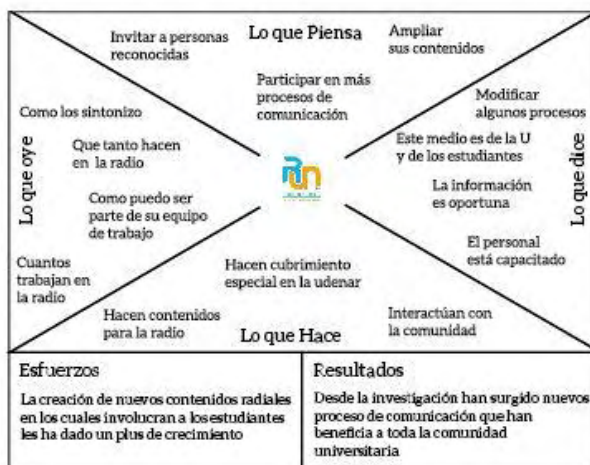 Lo que Piensa
Invitar a personas
reconocidas
Participar en más
procesos de
comunicación
Ampliar
sus contenidos
Lo que oye
Como los sintonizo
Que tanto hacen
en la radio
Como puedo ser
parte de su equipo
de trabajo
Cuantos
trabajan en
la radio
Run
Lo que dice
Modificar
algunos procesos
Este medio es de la U
y de los estudiantes
La información
es oportuna
El personal
está capacitado
Lo que Hace
Hacen cubrimiento
especial en la udenar
Hacen contenidos
para la radio
Interactúan con
la comunidad
Esfuerzos
La creación de nuevos contenidos radiales
en los cuales involucran a los estudiantes
les ha dado un plus de crecimiento
Resultados
Desde la investigación han surgido nuevos
proceso de comunicación que han
beneficia a toda la comunidad
universitaria